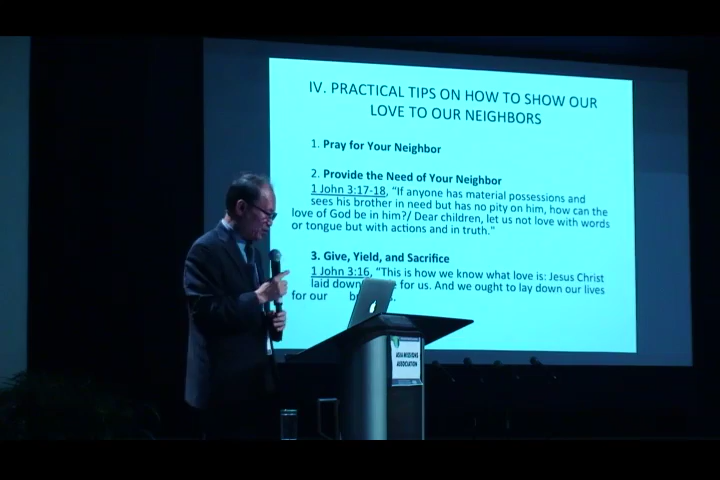 IV. PRACTICAL TIPS ON HOW TO SHOW OUR
LOVE TO OUR NEIGHBORS
1. Pray for Your Neighbor
2. Provide the Need of Your Neighbor
1 John 3:17-18, "If anyone has material possessions and
sees his brother in need but has no pity on him, how can the
love of God be in him?/ Dear children, let us not love with words
or tongue but with actions and in truth."
3. Give, Yield, and Sacrifice
1 John 3:16, "This is how we know what love is: Jesus Christ
laid down for us. And we ought to lay down our lives
for our
ASIA MISSIONS
ASSOCIATION